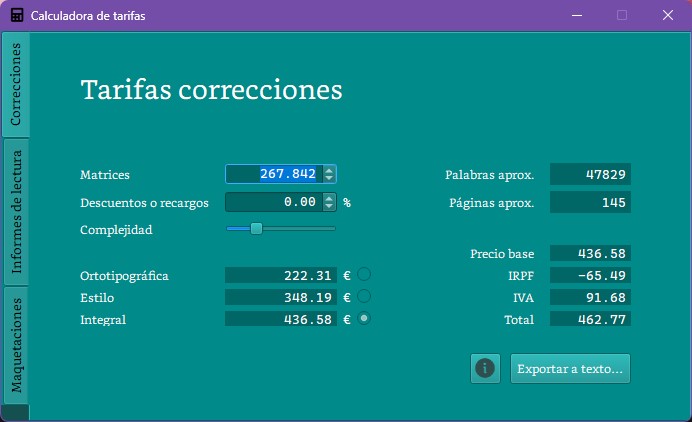 Calculadora de tarifas
Correcciones
Informes de lectura
Maquetaciones
Tarifas correcciones
Matrices 267.842
Descuentos o recargos 0.00 %
Complejidad
Ortotipográfica 222.31 €
Estilo 348.19 €
Integral 436.58 €
Palabras aprox. 47829
Páginas aprox. 145
Precio base 436.58
IRPF -65.49
IVA 91.68
Total 462.77
Exportar a texto...